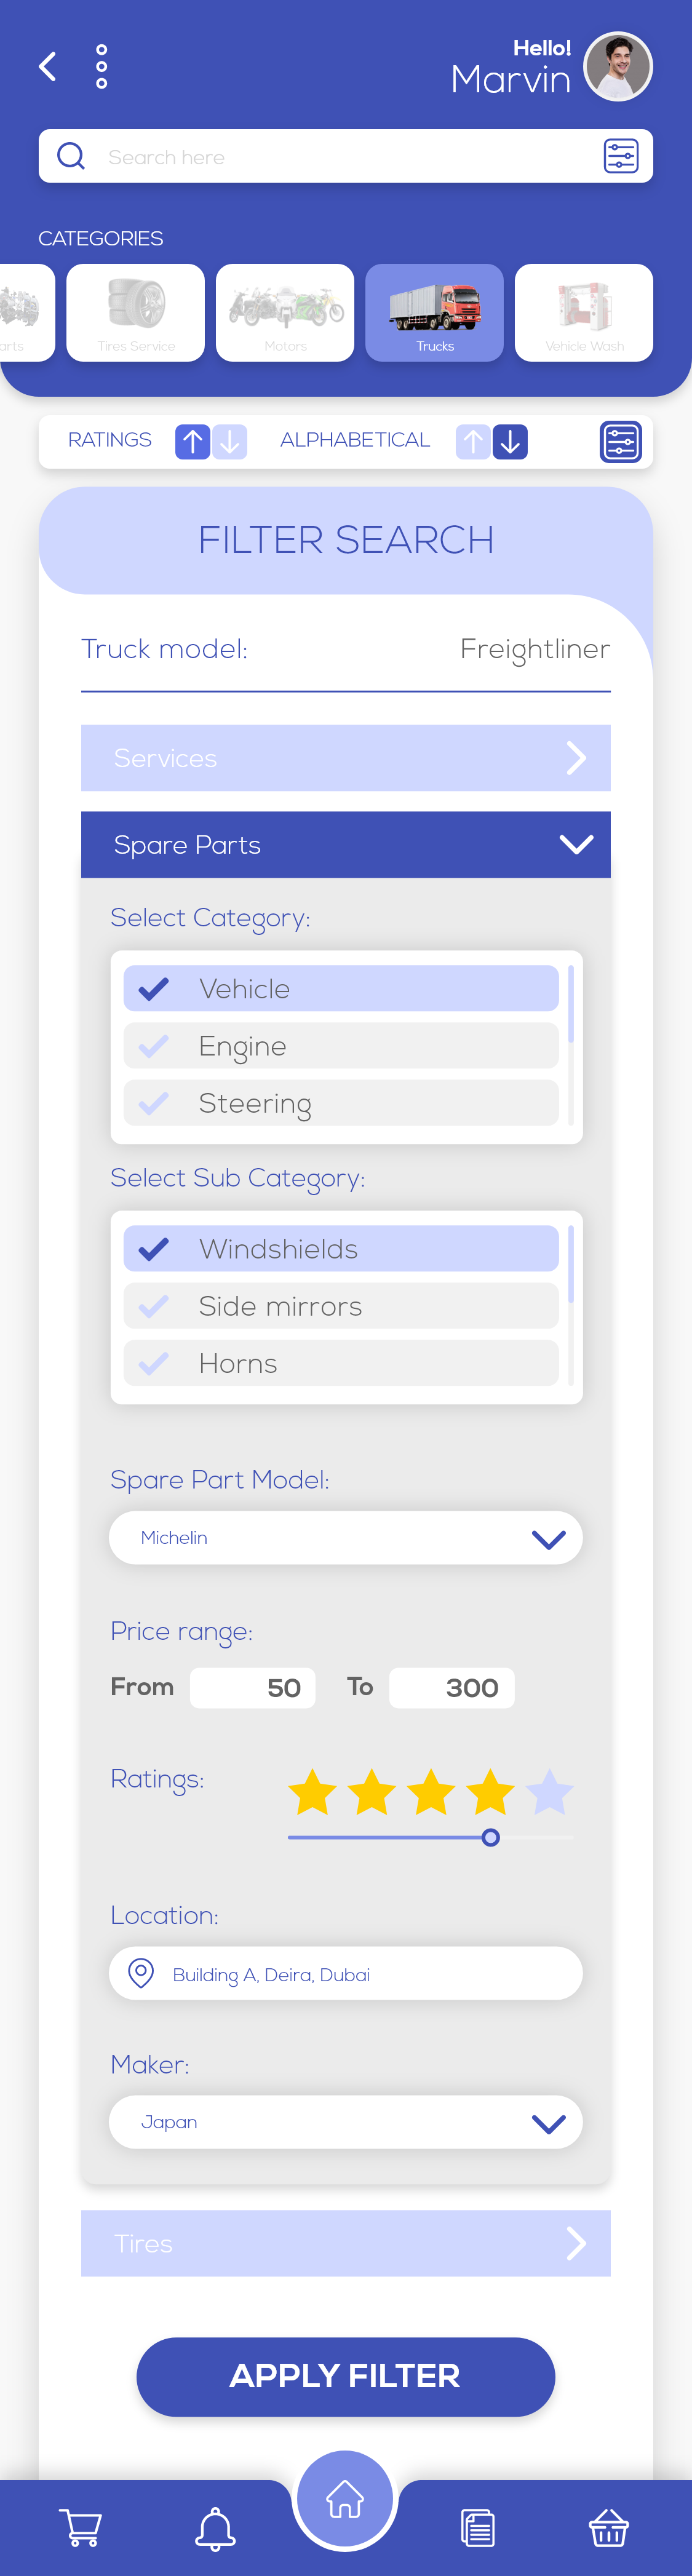 Hello!
Marvin
Search here
CATEGORIES
arts
Tires Service
Motors
Trucks
Vehicle Wash
RATINGS
ALPHABETICAL
FILTER SEARCH
Truck model:
Freightliner
Services
Spare Parts
Select Category:
Vehicle
Engine
Steering
Select Sub Category:
Windshields
Side mirrors
Horns
Spare Part Model:
Michelin
Price range:
From 50 To 300
Ratings:
Location:
Building A, Deira, Dubai
Maker:
Japan
Tires
APPLY FILTER